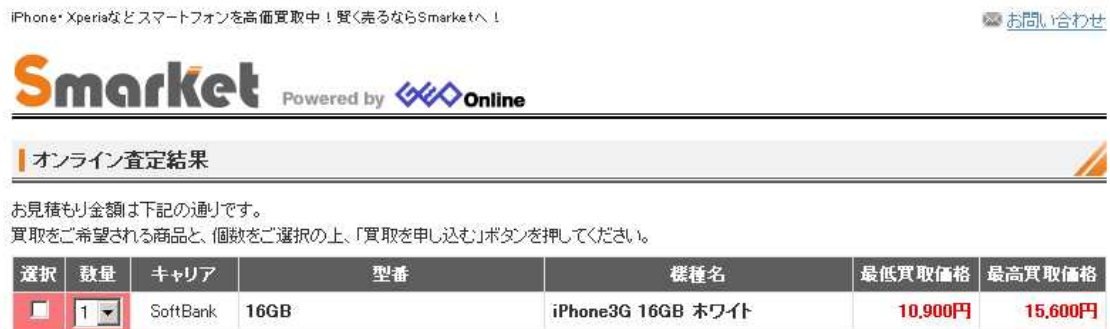 iPhone・Xperiaなどスマートフォンを高価買取中！賢く売るならSmarketへ！
お問い合わせ
Smarket Powered by GEO Online
オンライン査定結果
お見積もり金額は下記の通りです。
買取をご希望される商品と、個数をご選択の上、「買取を申し込む」ボタンを押してください。
選択 数量 キャリア 型番 機種名 最低買取価格 最高買取価格
1 SoftBank 16GB iPhone3G 16GB ホワイト 10,900円 15,600円